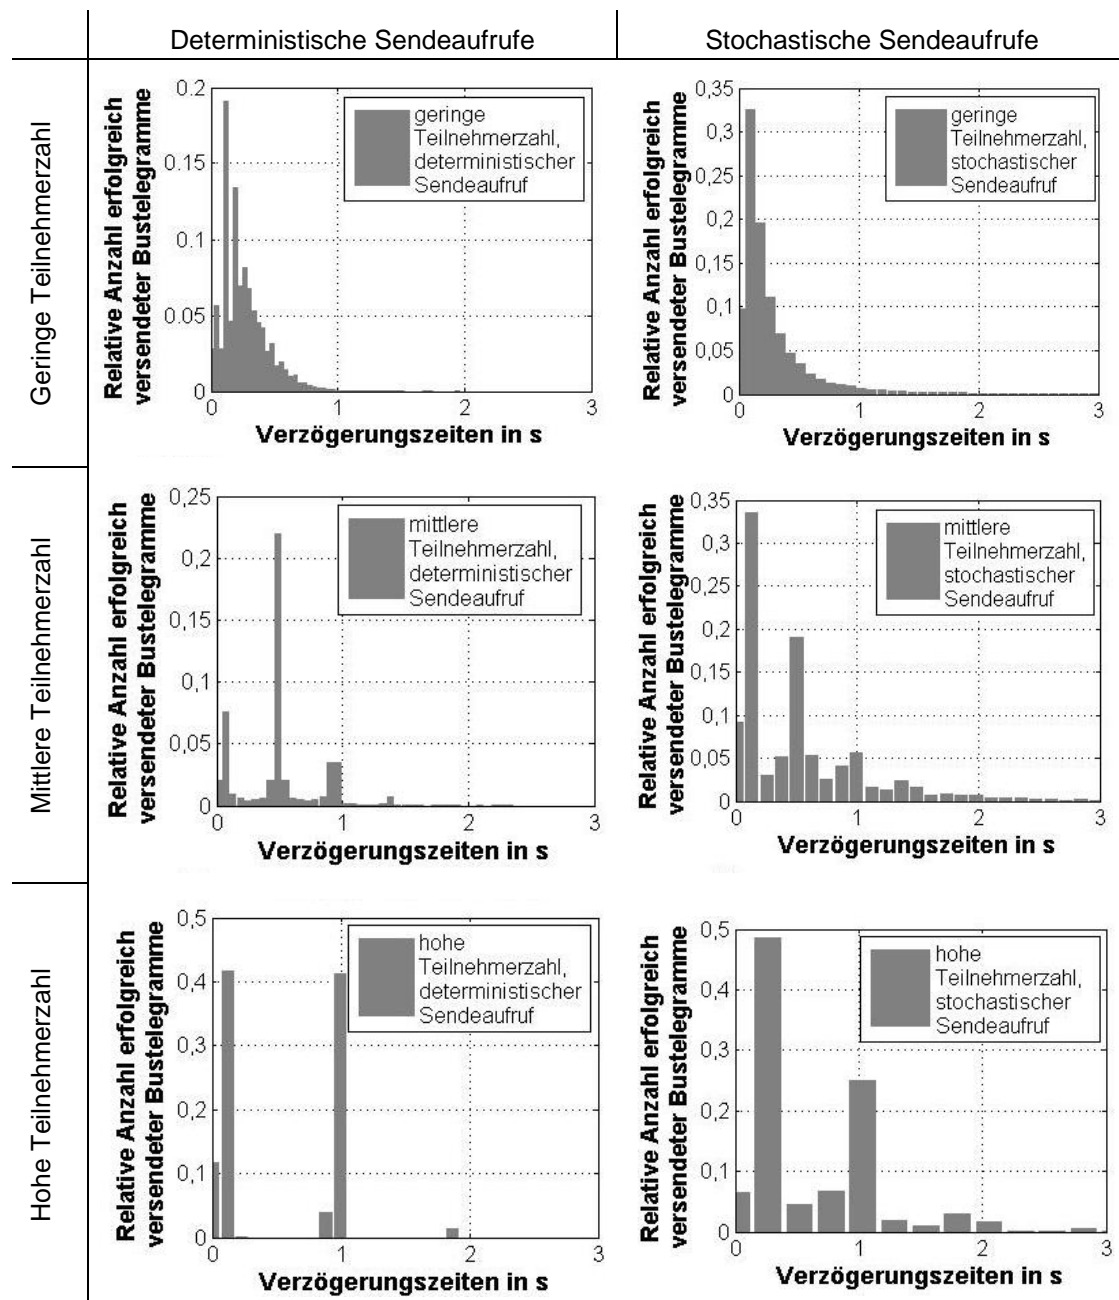 Deterministische Sendeaufrufe
Stochastische Sendeaufrufe
Geringe Teilnehmerzahl
Relative Anzahl erfolgreich
versendeter Bustelegramme
0.2
0.15
0.1
0.05
0
geringe
Teilnehmerzahl,
deterministischer
Sendeaufruf
0 1 2 3
Verzögerungszeiten in s
Relative Anzahl erfolgreich
versendeter Bustelegramme
0,35
0,3
0,25
0,2
0,35
0,1
0,05
0
geringe
Teilnehmerzahl,
stochastischer
Sendeaufruf
0 1 2 3
Verzögerungszeiten in s
Mittlere Teilnehmerzahl
Relative Anzahl erfolgreich
versendeter Bustelegramme
0,25
0,2
0,15
0,1
0,05
0
mittlere
Teilnehmerzahl,
deterministischer
Sendeaufruf
0 1 2 3
Verzögerungszeiten in s
Relative Anzahl erfolgreich
versendeter Bustelegramme
0,35
0,3
0,25
0,2
0,15
0,1
0,05
0
mittlere
Teilnehmerzahl,
stochastischer
Sendeaufruf
0 1 2 3
Verzögerungszeiten in s
Hohe Teilnehmerzahl
Relative Anzahl erfolgreich
versendeter Bustelegramme
0,5
0,4
0,3
0,2
0,1
0
hohe
Teilnehmerzahl,
deterministischer
Sendeaufruf
0 1 2 3
Verzögerungszeiten in s
Relative Anzahl erfolgreich
versendeter Bustelegramme
0,5
0,4
0,3
0,2
0,1
0
hohe
Teilnehmerzahl,
stochastischer
Sendeaufruf
0 1 2 3
Verzögerungszeiten in s